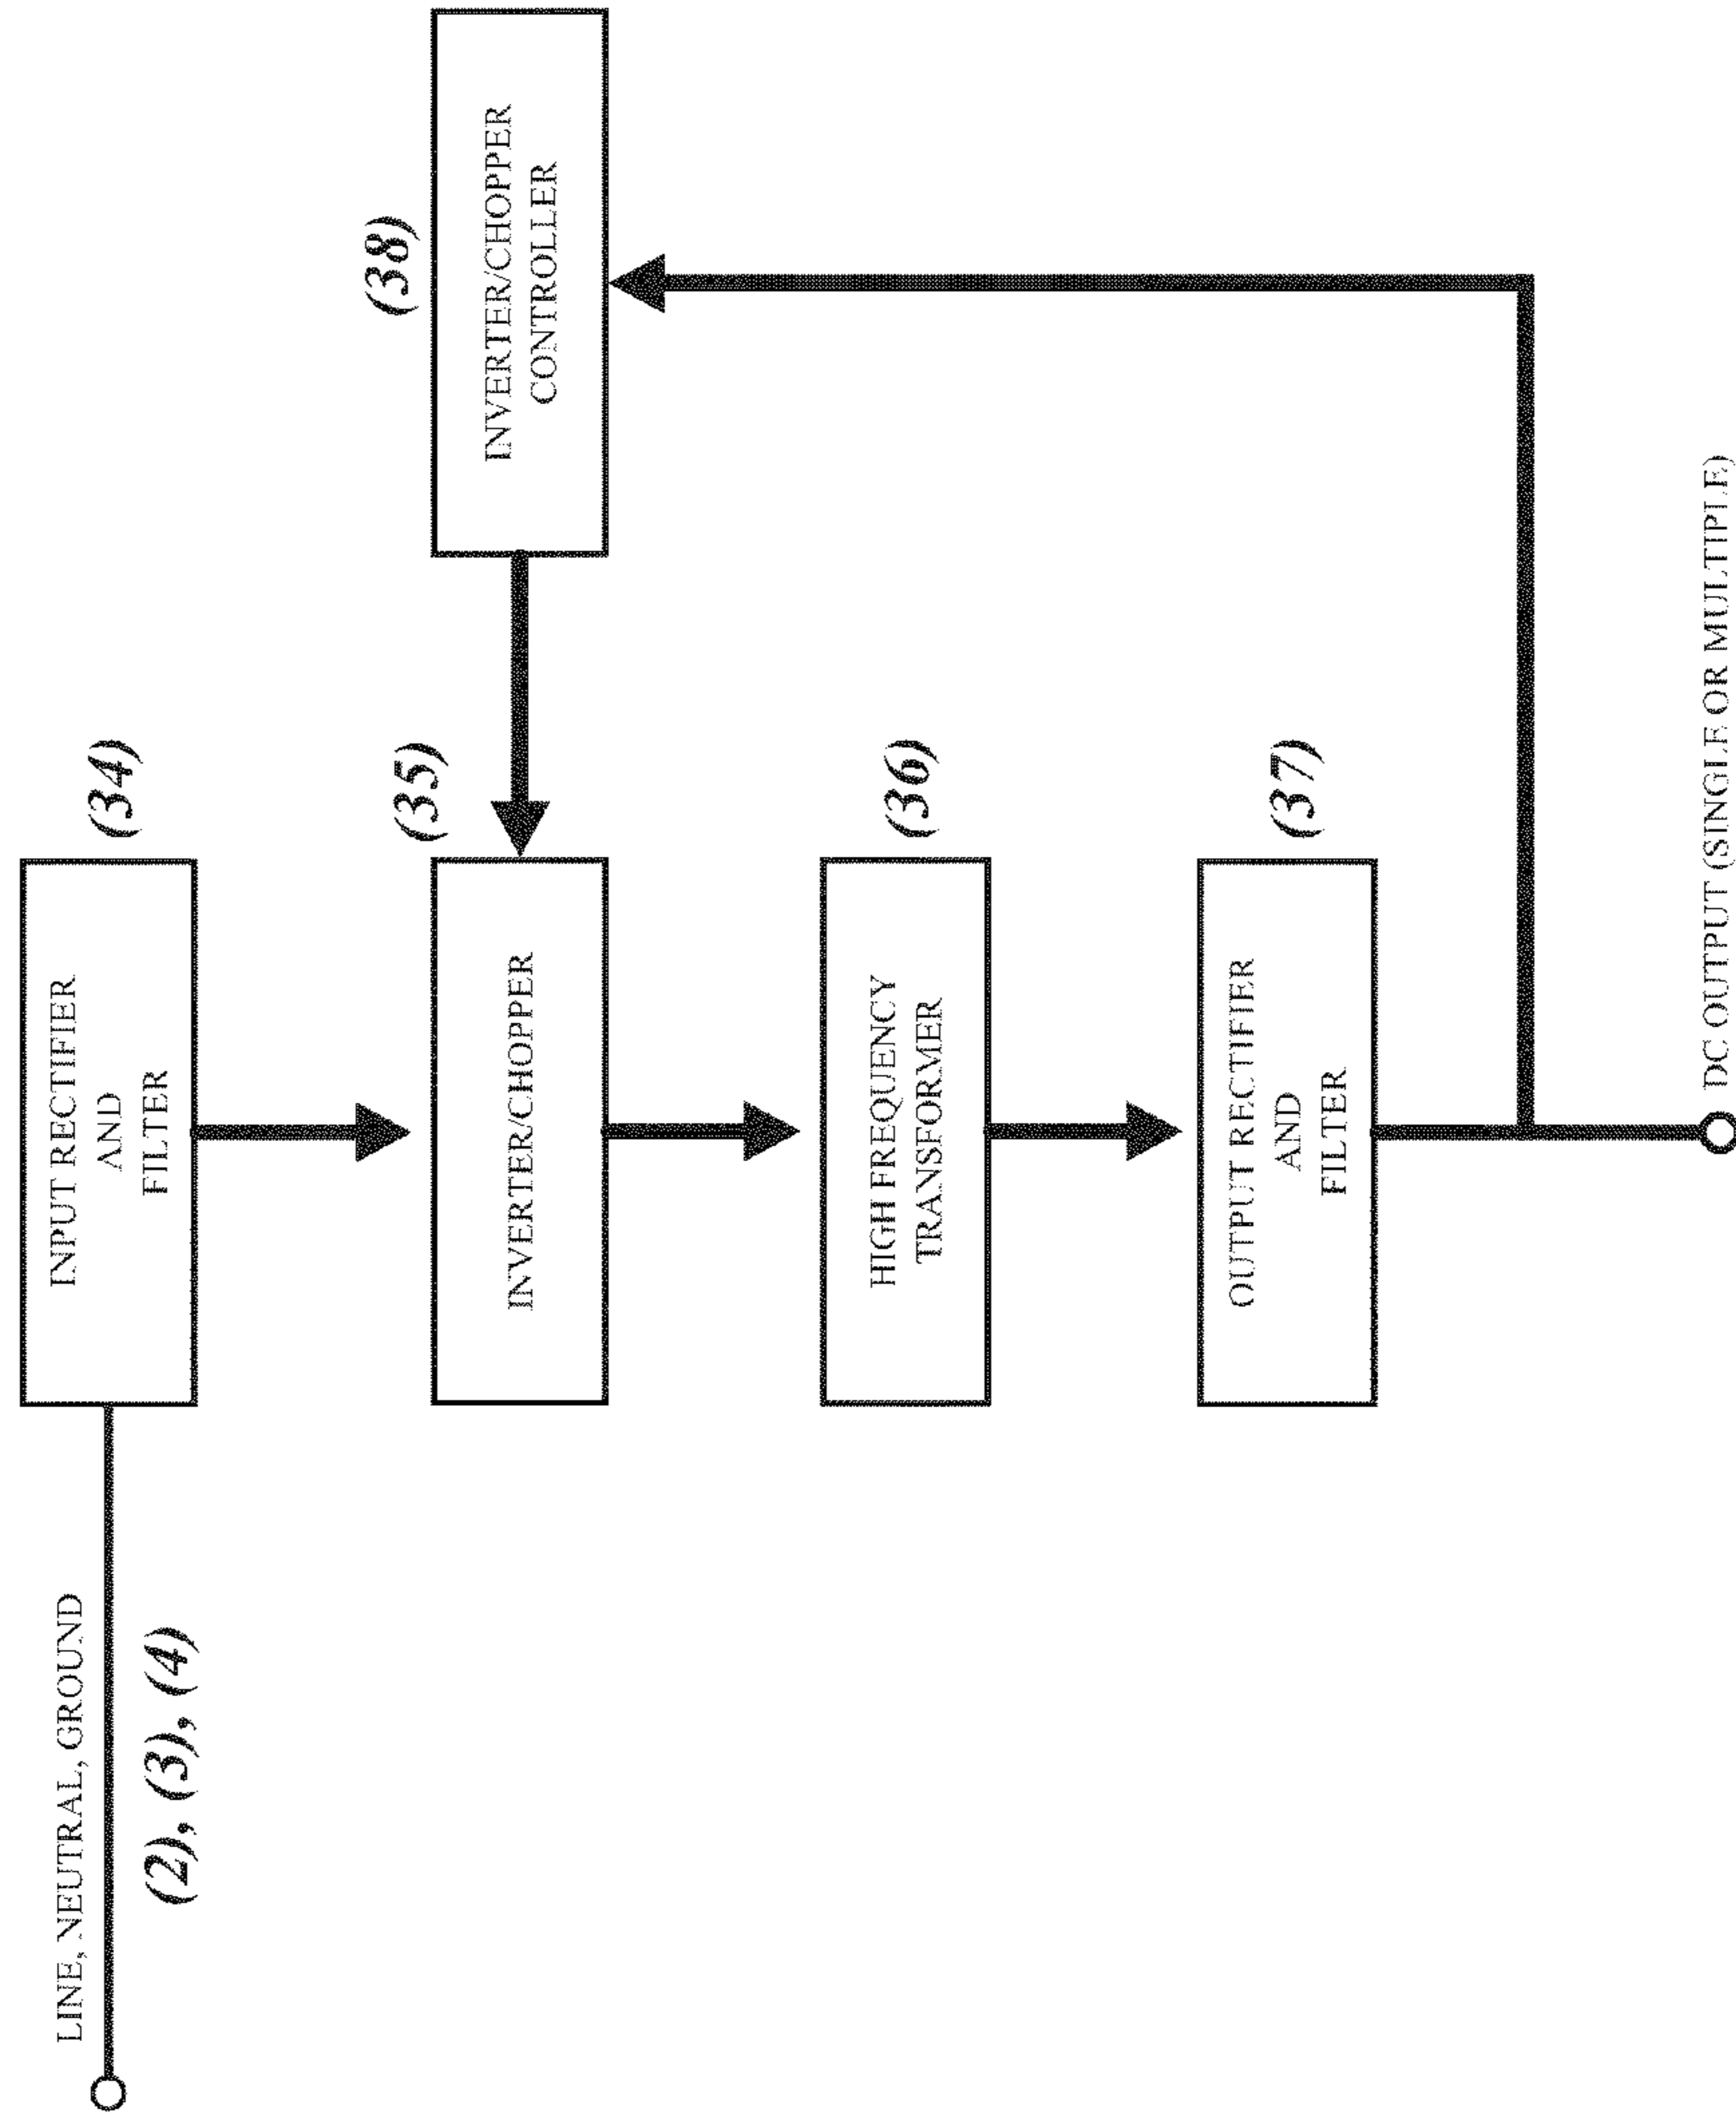 LINE, NEUTRAL, GROUND
(2), (3), (4)
INPUT RECTIFIER
AND
FILTER
(34)
(35)
INVERTER/CHOPPER
(38)
INVERTER/CHOPPER
CONTROLLER
(36)
HIGH FREQUENCY
TRANSFORMER
(37)
OUTPUT RECTIFIER
AND
FILTER
DC OUTPUT (SINGLE OR MULTIPLE)